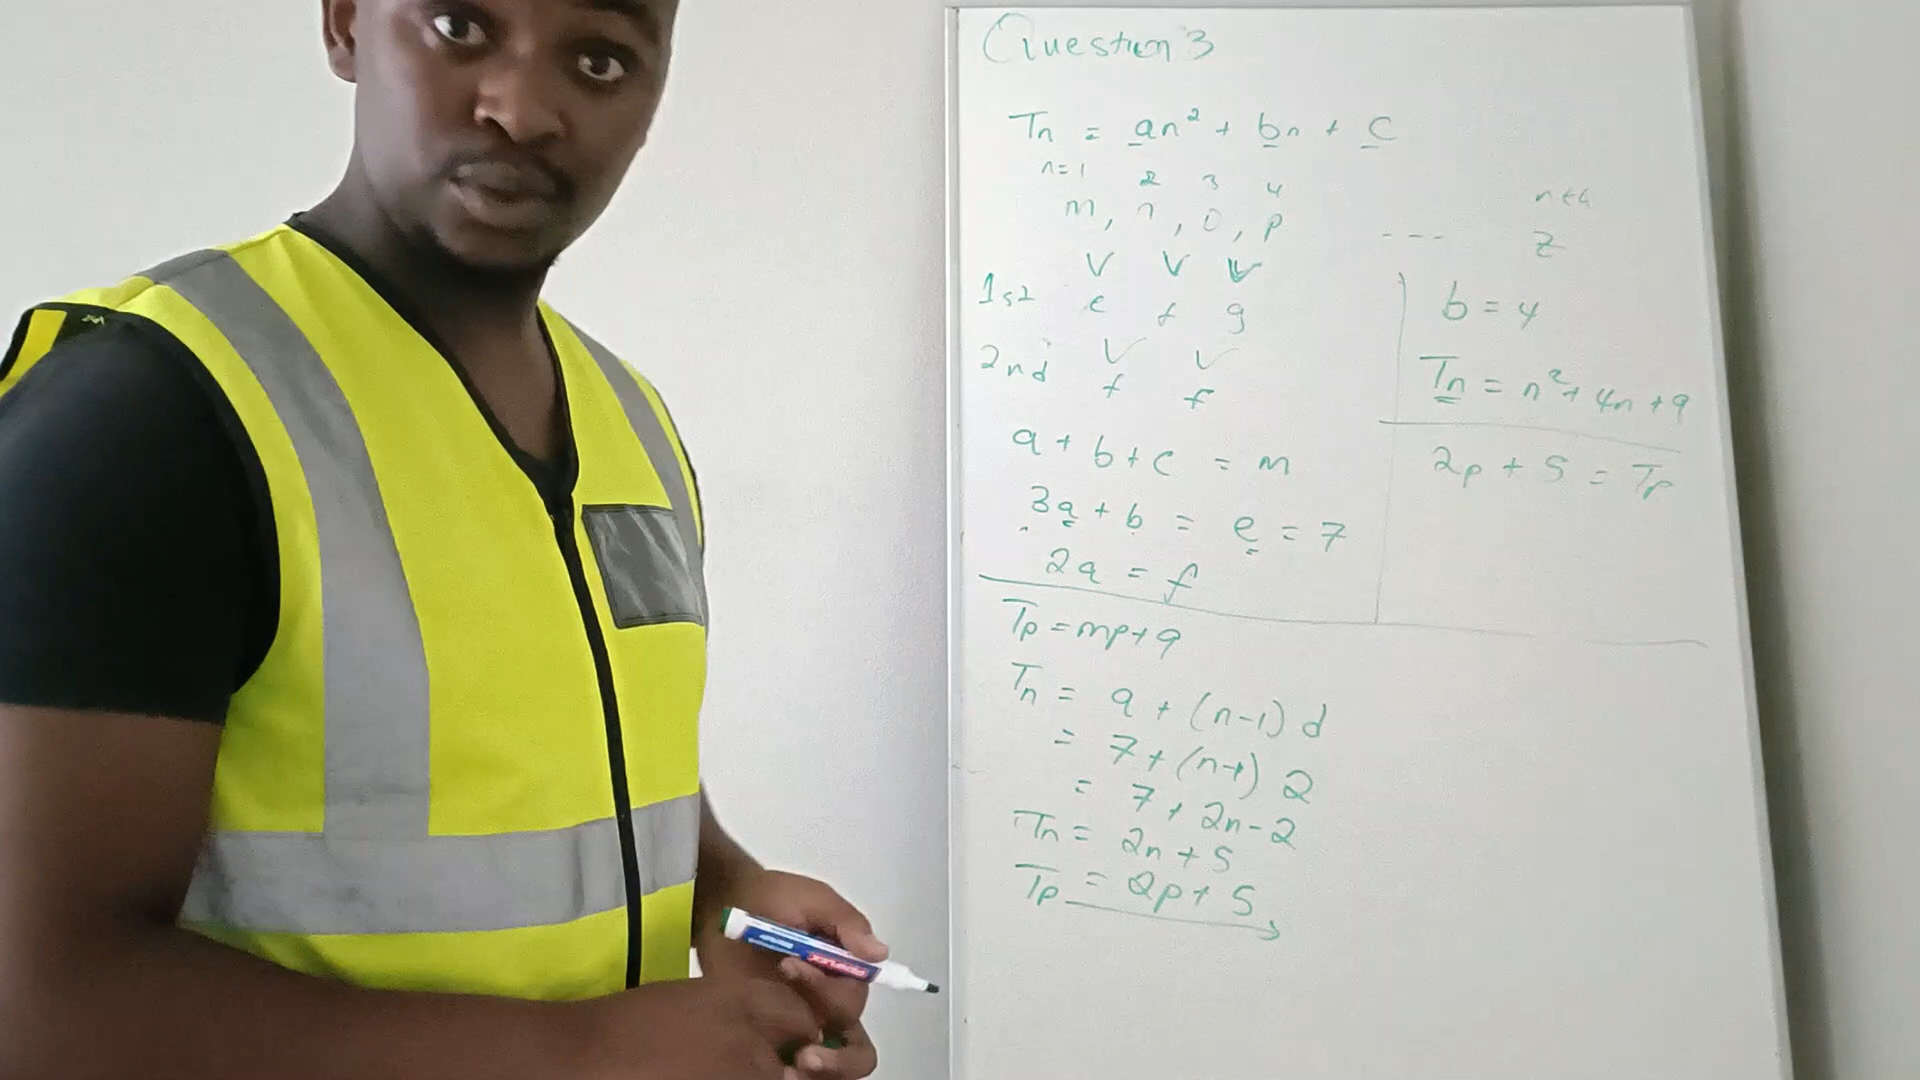 Question 3
Tn = an² + bn + c
n=1 2 3 4 nth
m, n, o, p --- z
1st e f g
2nd f f
a + b + c = m
3a + b = e = 7
2a = f
b = 4
Tn = n² + 4n + 9
2p + 5 = Tp
Tp = mp + q
Tn = a + (n-1) d
= 7 + (n-1) 2
= 7 + 2n - 2
Tn = 2n + 5
Tp = 2p + 5